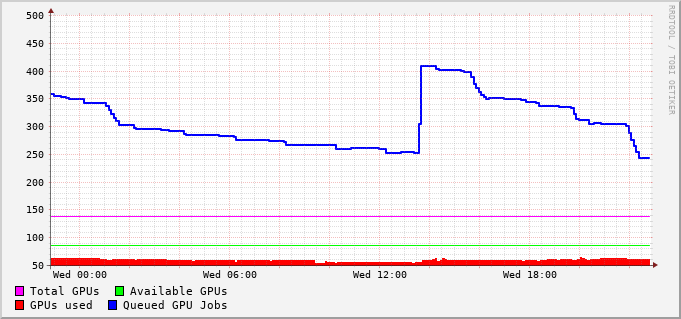 RRDTOOL / TOBI OETIKER
500
450
400
350
300
250
200
150
100
50
Wed 00:00 Wed 06:00 Wed 12:00 Wed 18:00
Total GPUs Available GPUs
GPUs used Queued GPU Jobs